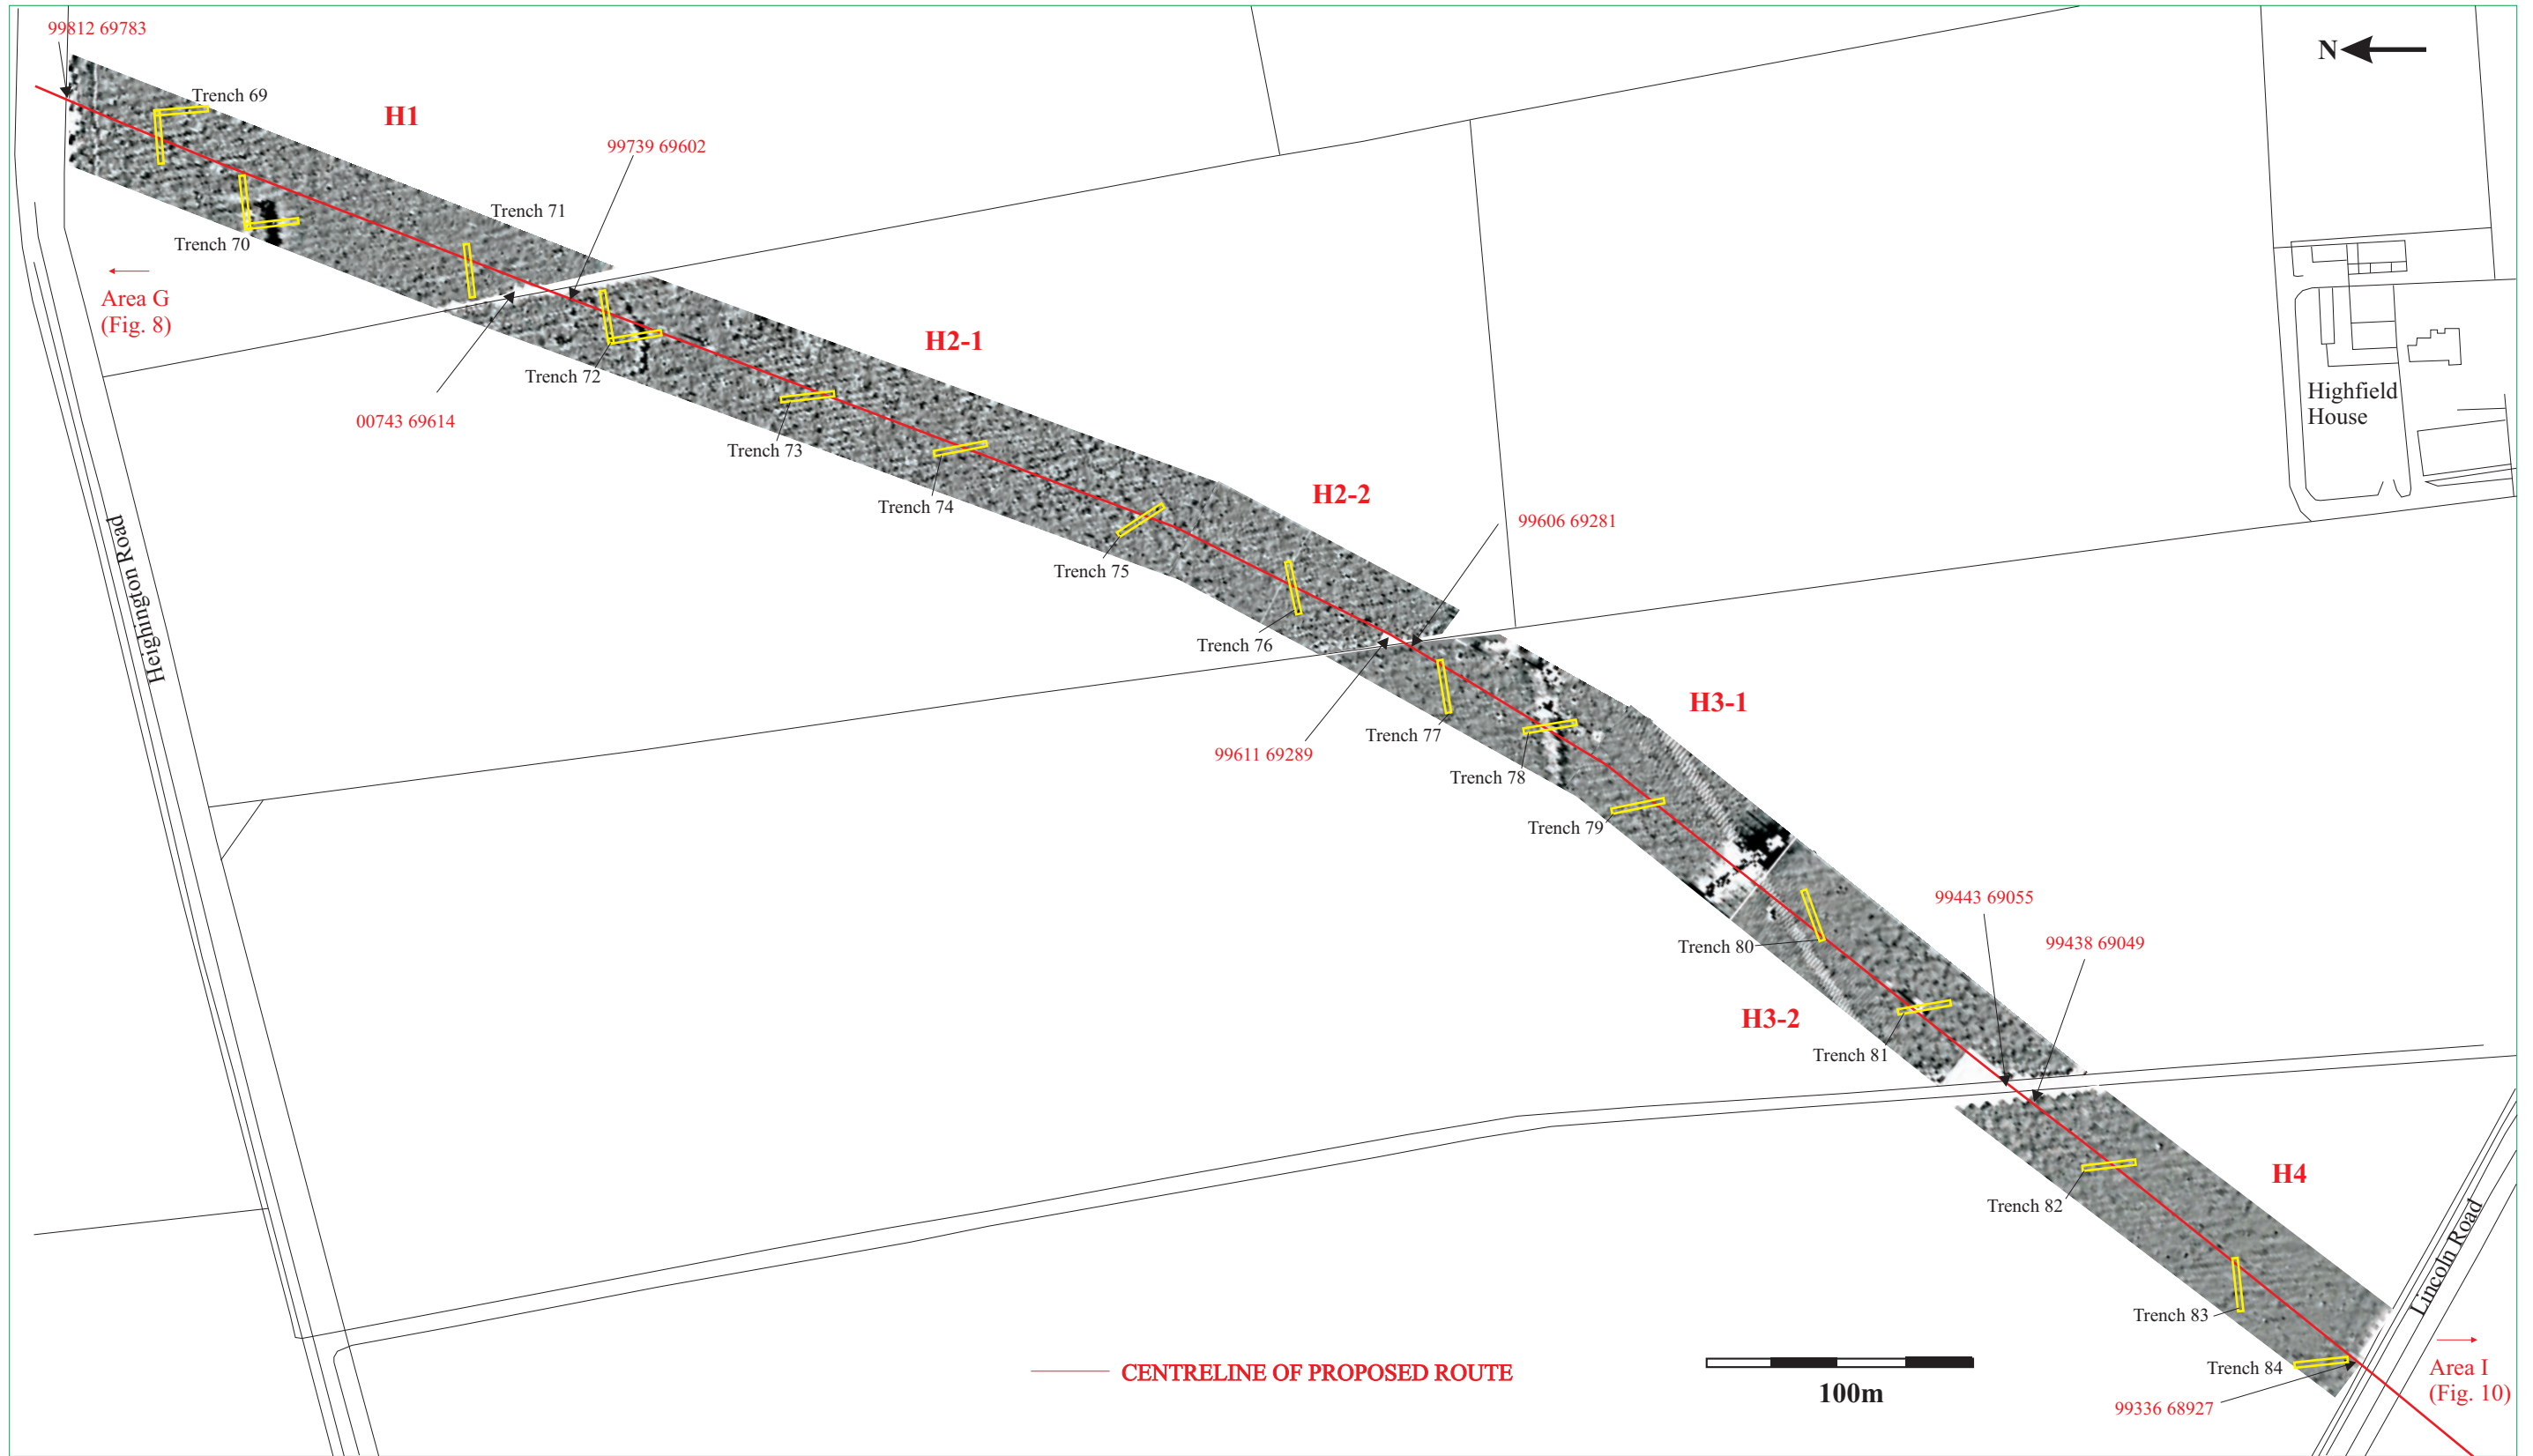 99812 69783
N
Trench 69
H1
99739 69602
Trench 71
Trench 70
Area G
(Fig. 8)
H2-1
Trench 72
Highfield
House
00743 69614
Trench 73
H2-2
Trench 74
99606 69281
Heighington Road
Trench 75
Trench 76
H3-1
Trench 77
99611 69289
Trench 78
Trench 79
99443 69055
Trench 80
99438 69049
H3-2
Trench 81
H4
Trench 82
Lincoln Road
Trench 83
CENTRELINE OF PROPOSED ROUTE
100m
Trench 84
Area I
(Fig. 10)
99336 68927